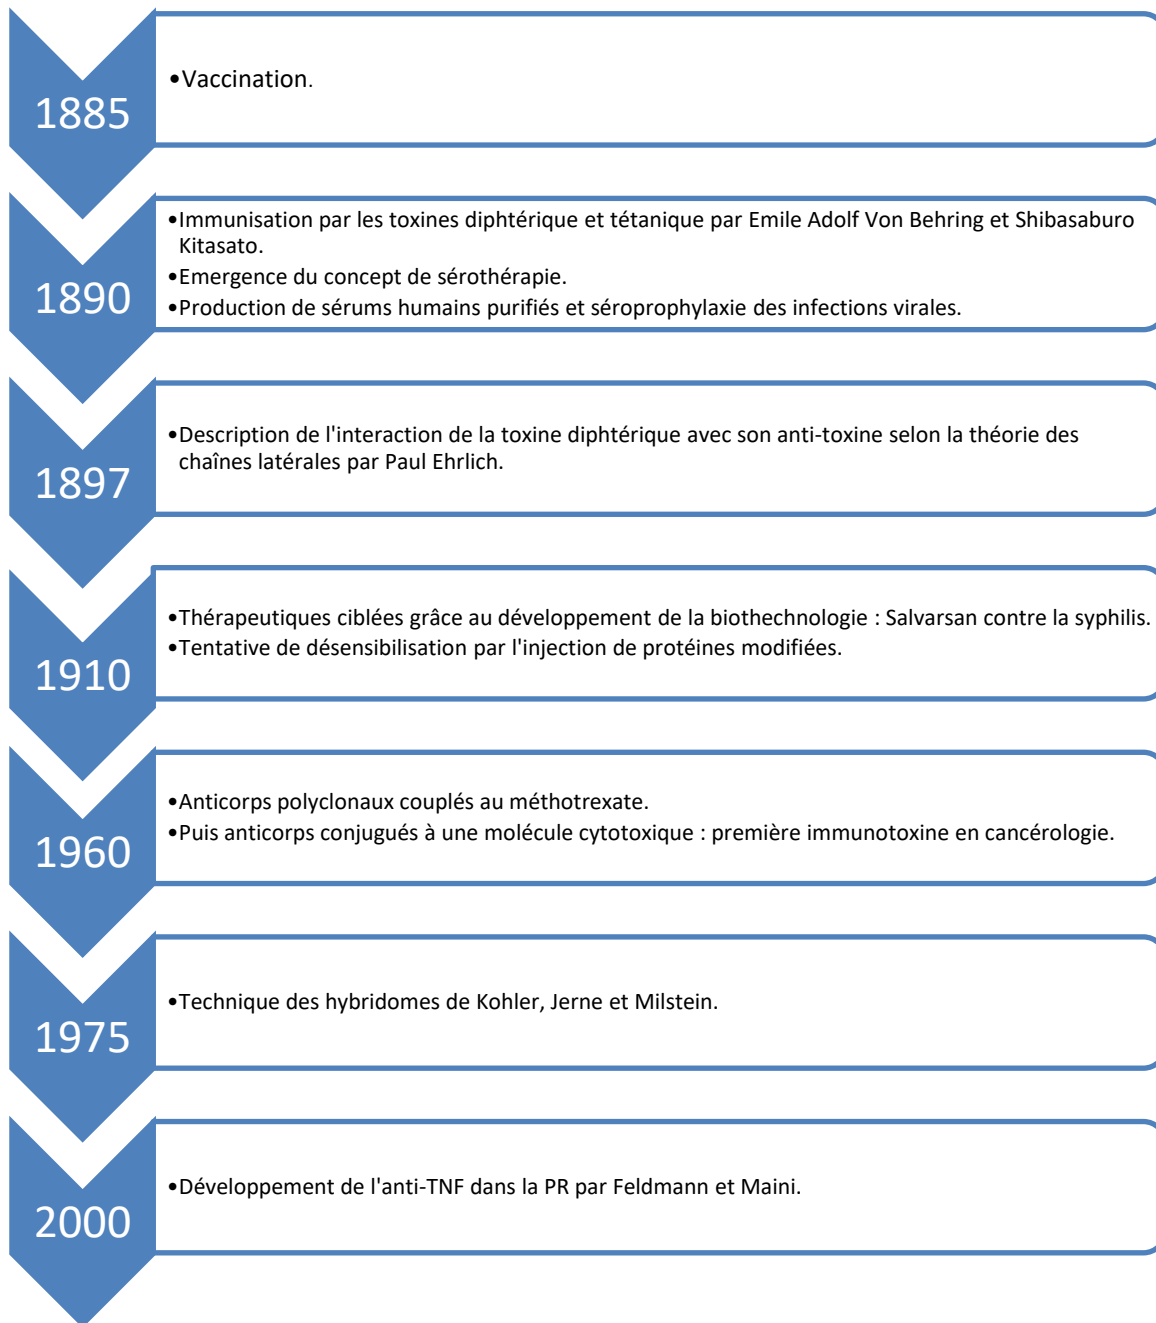 1885
•Vaccination.
1890
•Immunisation par les toxines diphtérique et tétanique par Emile Adolf Von Behring et Shibasaburo
Kitasato.
•Emergence du concept de sérothérapie.
•Production de sérums humains purifiés et séroprophylaxie des infections virales.
1897
•Description de l'interaction de la toxine diphtérique avec son anti-toxine selon la théorie des
chaînes latérales par Paul Ehrlich.
1910
•Thérapeutiques ciblées grâce au développement de la biothechnologie : Salvarsan contre la syphilis.
•Tentative de désensibilisation par l'injection de protéines modifiées.
1960
•Anticorps polyclonaux couplés au méthotrexate.
•Puis anticorps conjugués à une molécule cytotoxique : première immunotoxine en cancérologie.
1975
•Technique des hybridomes de Kohler, Jerne et Milstein.
2000
•Développement de l'anti-TNF dans la PR par Feldmann et Maini.